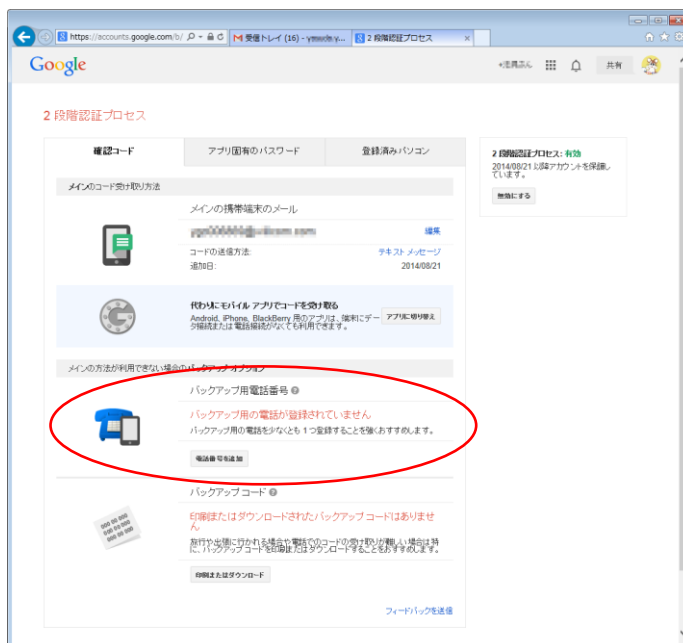 https://accounts.google.com/b/
受信トレイ (16) -
2 段階認証プロセス
Google
共有
2 段階認証プロセス
確認コード
アプリ固有のパスワード
登録済みパソコン
2 段階認証プロセス: 有効
2014/08/21 以降アカウントを保護し
ています。
無効にする
メインのコード受け取り方法
メインの携帯端末のメール
編集
コードの送信方法:
テキスト メッセージ
追加日:
2014/08/21
代わりにモバイル アプリでコードを受け取る
Android, iPhone, BlackBerry 用のアプリは、端末にデー
タ接続または電話接続がなくても利用できます。
アプリに切り替え
メインの方法が利用できない場合のバックアップ オプション
バックアップ用電話番号
バックアップ用の電話が登録されていません
バックアップ用の電話を少なくとも 1 つ登録することを強くおすすめします。
電話番号を追加
バックアップ コード
印刷またはダウンロードされたバックアップ コードはありませ
ん
旅行や出張に行かれる場合や電話でのコードの受け取りが難しい場合は特
に、バックアップ コードを印刷またはダウンロードすることをおすすめします。
印刷またはダウンロード
フィードバックを送信